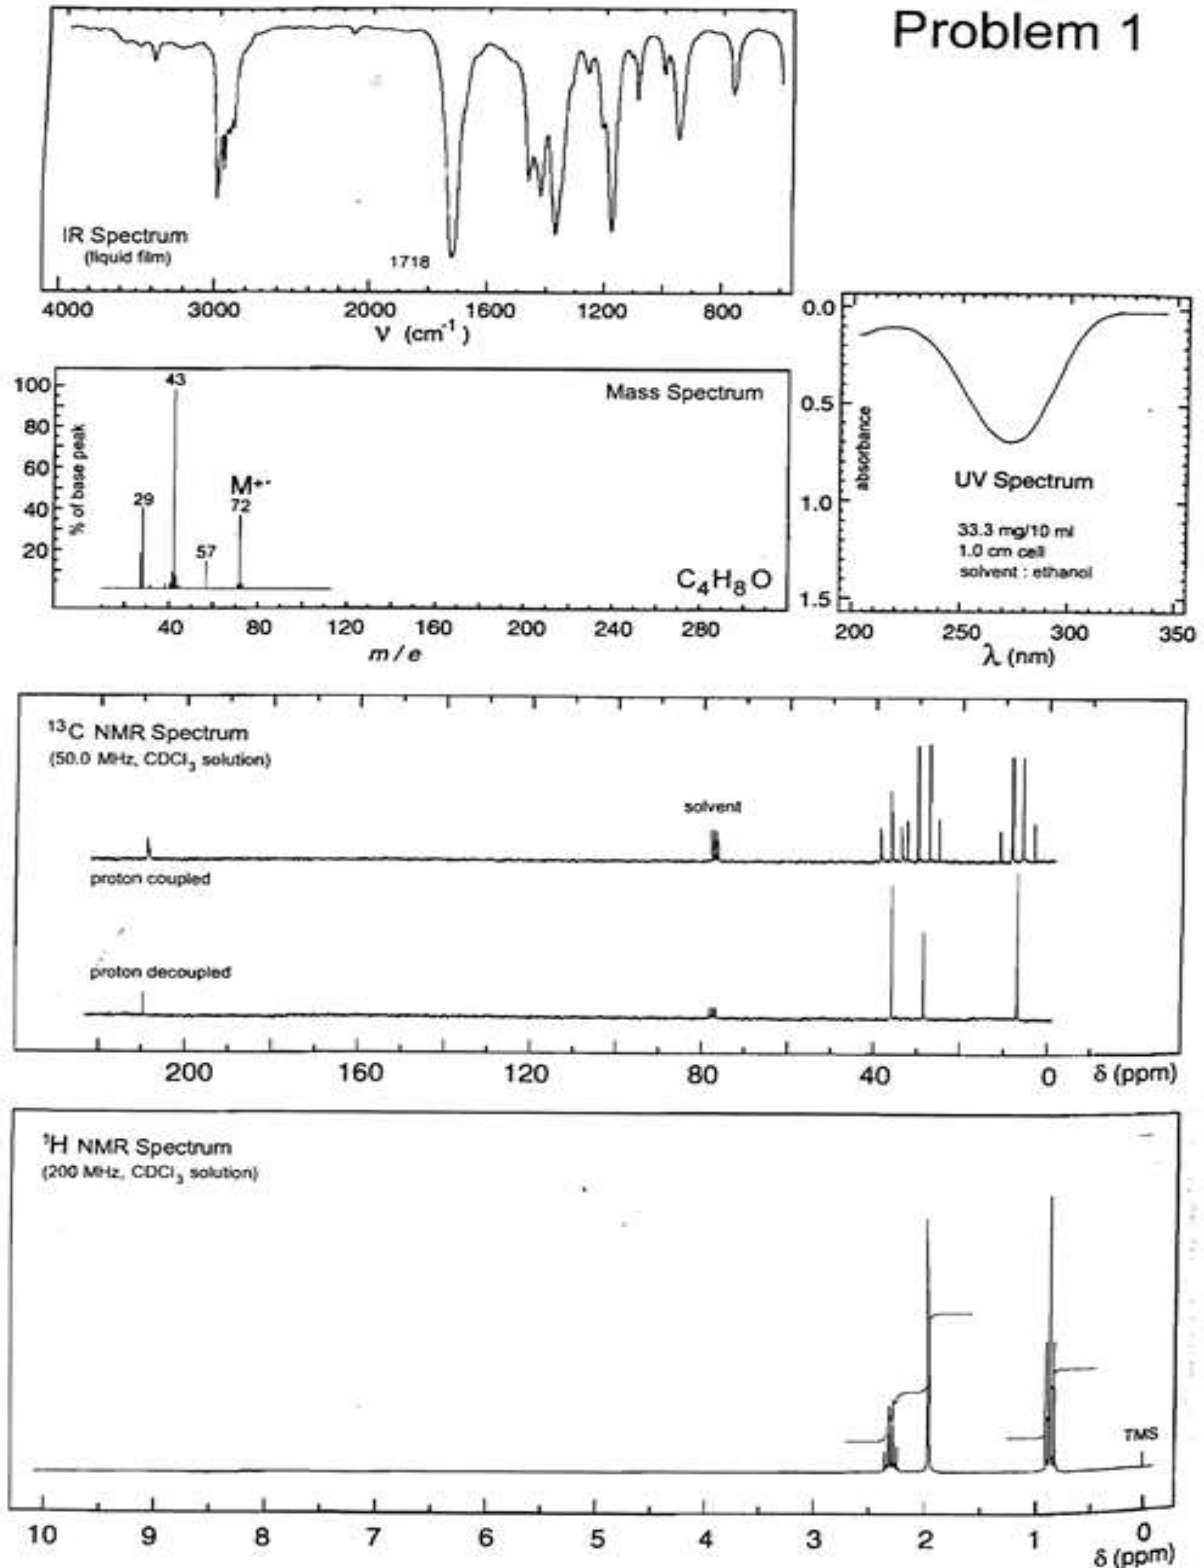 Problem 1
IR Spectrum
(liquid film)
1718
4000 3000 2000 1600 1200 800
ν (cm⁻¹)
100
80
60
40
20
% of base peak
43
29
57
M⁺·
72
Mass Spectrum
C₄H₈O
40 80 120 160 200 240 280
m / e
0.0
0.5
1.0
1.5
absorbance
UV Spectrum
33.3 mg/10 ml
1.0 cm cell
solvent : ethanol
200 250 300 350
λ (nm)
¹³C NMR Spectrum
(50.0 MHz, CDCl₃ solution)
solvent
proton coupled
proton decoupled
200 160 120 80 40 0 δ (ppm)
¹H NMR Spectrum
(200 MHz, CDCl₃ solution)
TMS
10 9 8 7 6 5 4 3 2 1 0
δ (ppm)